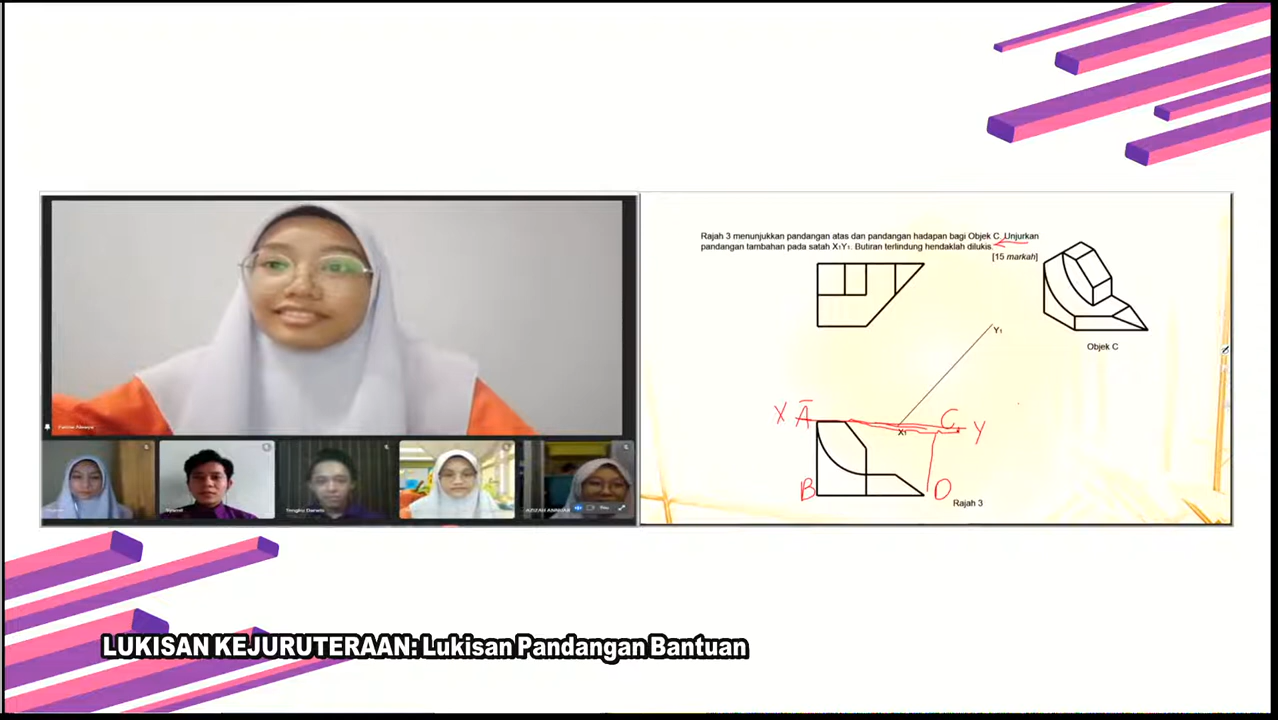 Rajah 3 menunjukkan pandangan atas dan pandangan hadapan bagi Objek C. Unjurkan
pandangan tambahan pada satah X₁Y₁. Butiran terlindung hendaklah dilukis.
[15 markah]
Y₁
Objek C
X A C
X₁ Y
B D
Rajah 3
LUKISAN KEJURUTERAAN: Lukisan Pandangan Bantuan